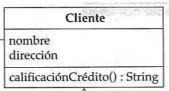 Cliente
nombre
dirección
calificaciónCrédito() : String